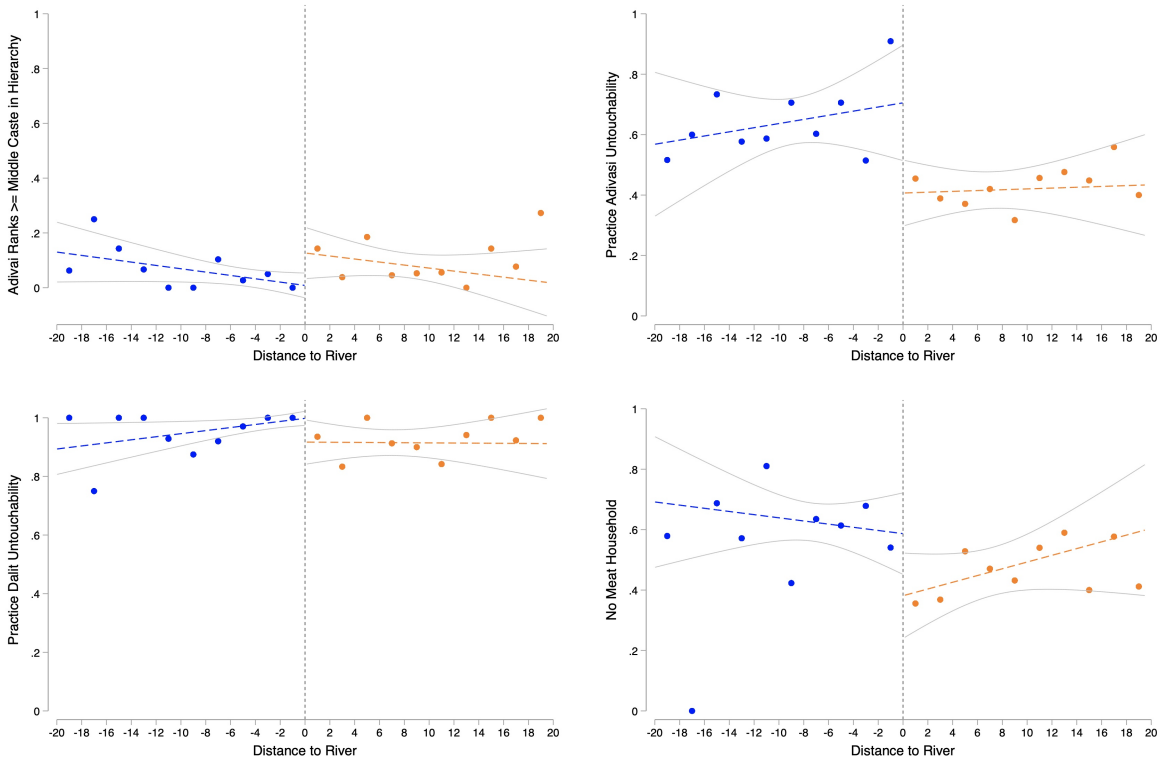 Adivai Ranks >= Middle Caste in Hierarchy
1
.8
.6
.4
.2
0
-20 -18 -16 -14 -12 -10 -8 -6 -4 -2 0 2 4 6 8 10 12 14 16 18 20
Distance to River
Practice Adivasi Untouchability
1
.8
.6
.4
.2
0
-20 -18 -16 -14 -12 -10 -8 -6 -4 -2 0 2 4 6 8 10 12 14 16 18 20
Distance to River
Practice Dalit Untouchability
1
.8
.6
.4
.2
0
-20 -18 -16 -14 -12 -10 -8 -6 -4 -2 0 2 4 6 8 10 12 14 16 18 20
Distance to River
No Meat Household
1
.8
.6
.4
.2
0
-20 -18 -16 -14 -12 -10 -8 -6 -4 -2 0 2 4 6 8 10 12 14 16 18 20
Distance to River